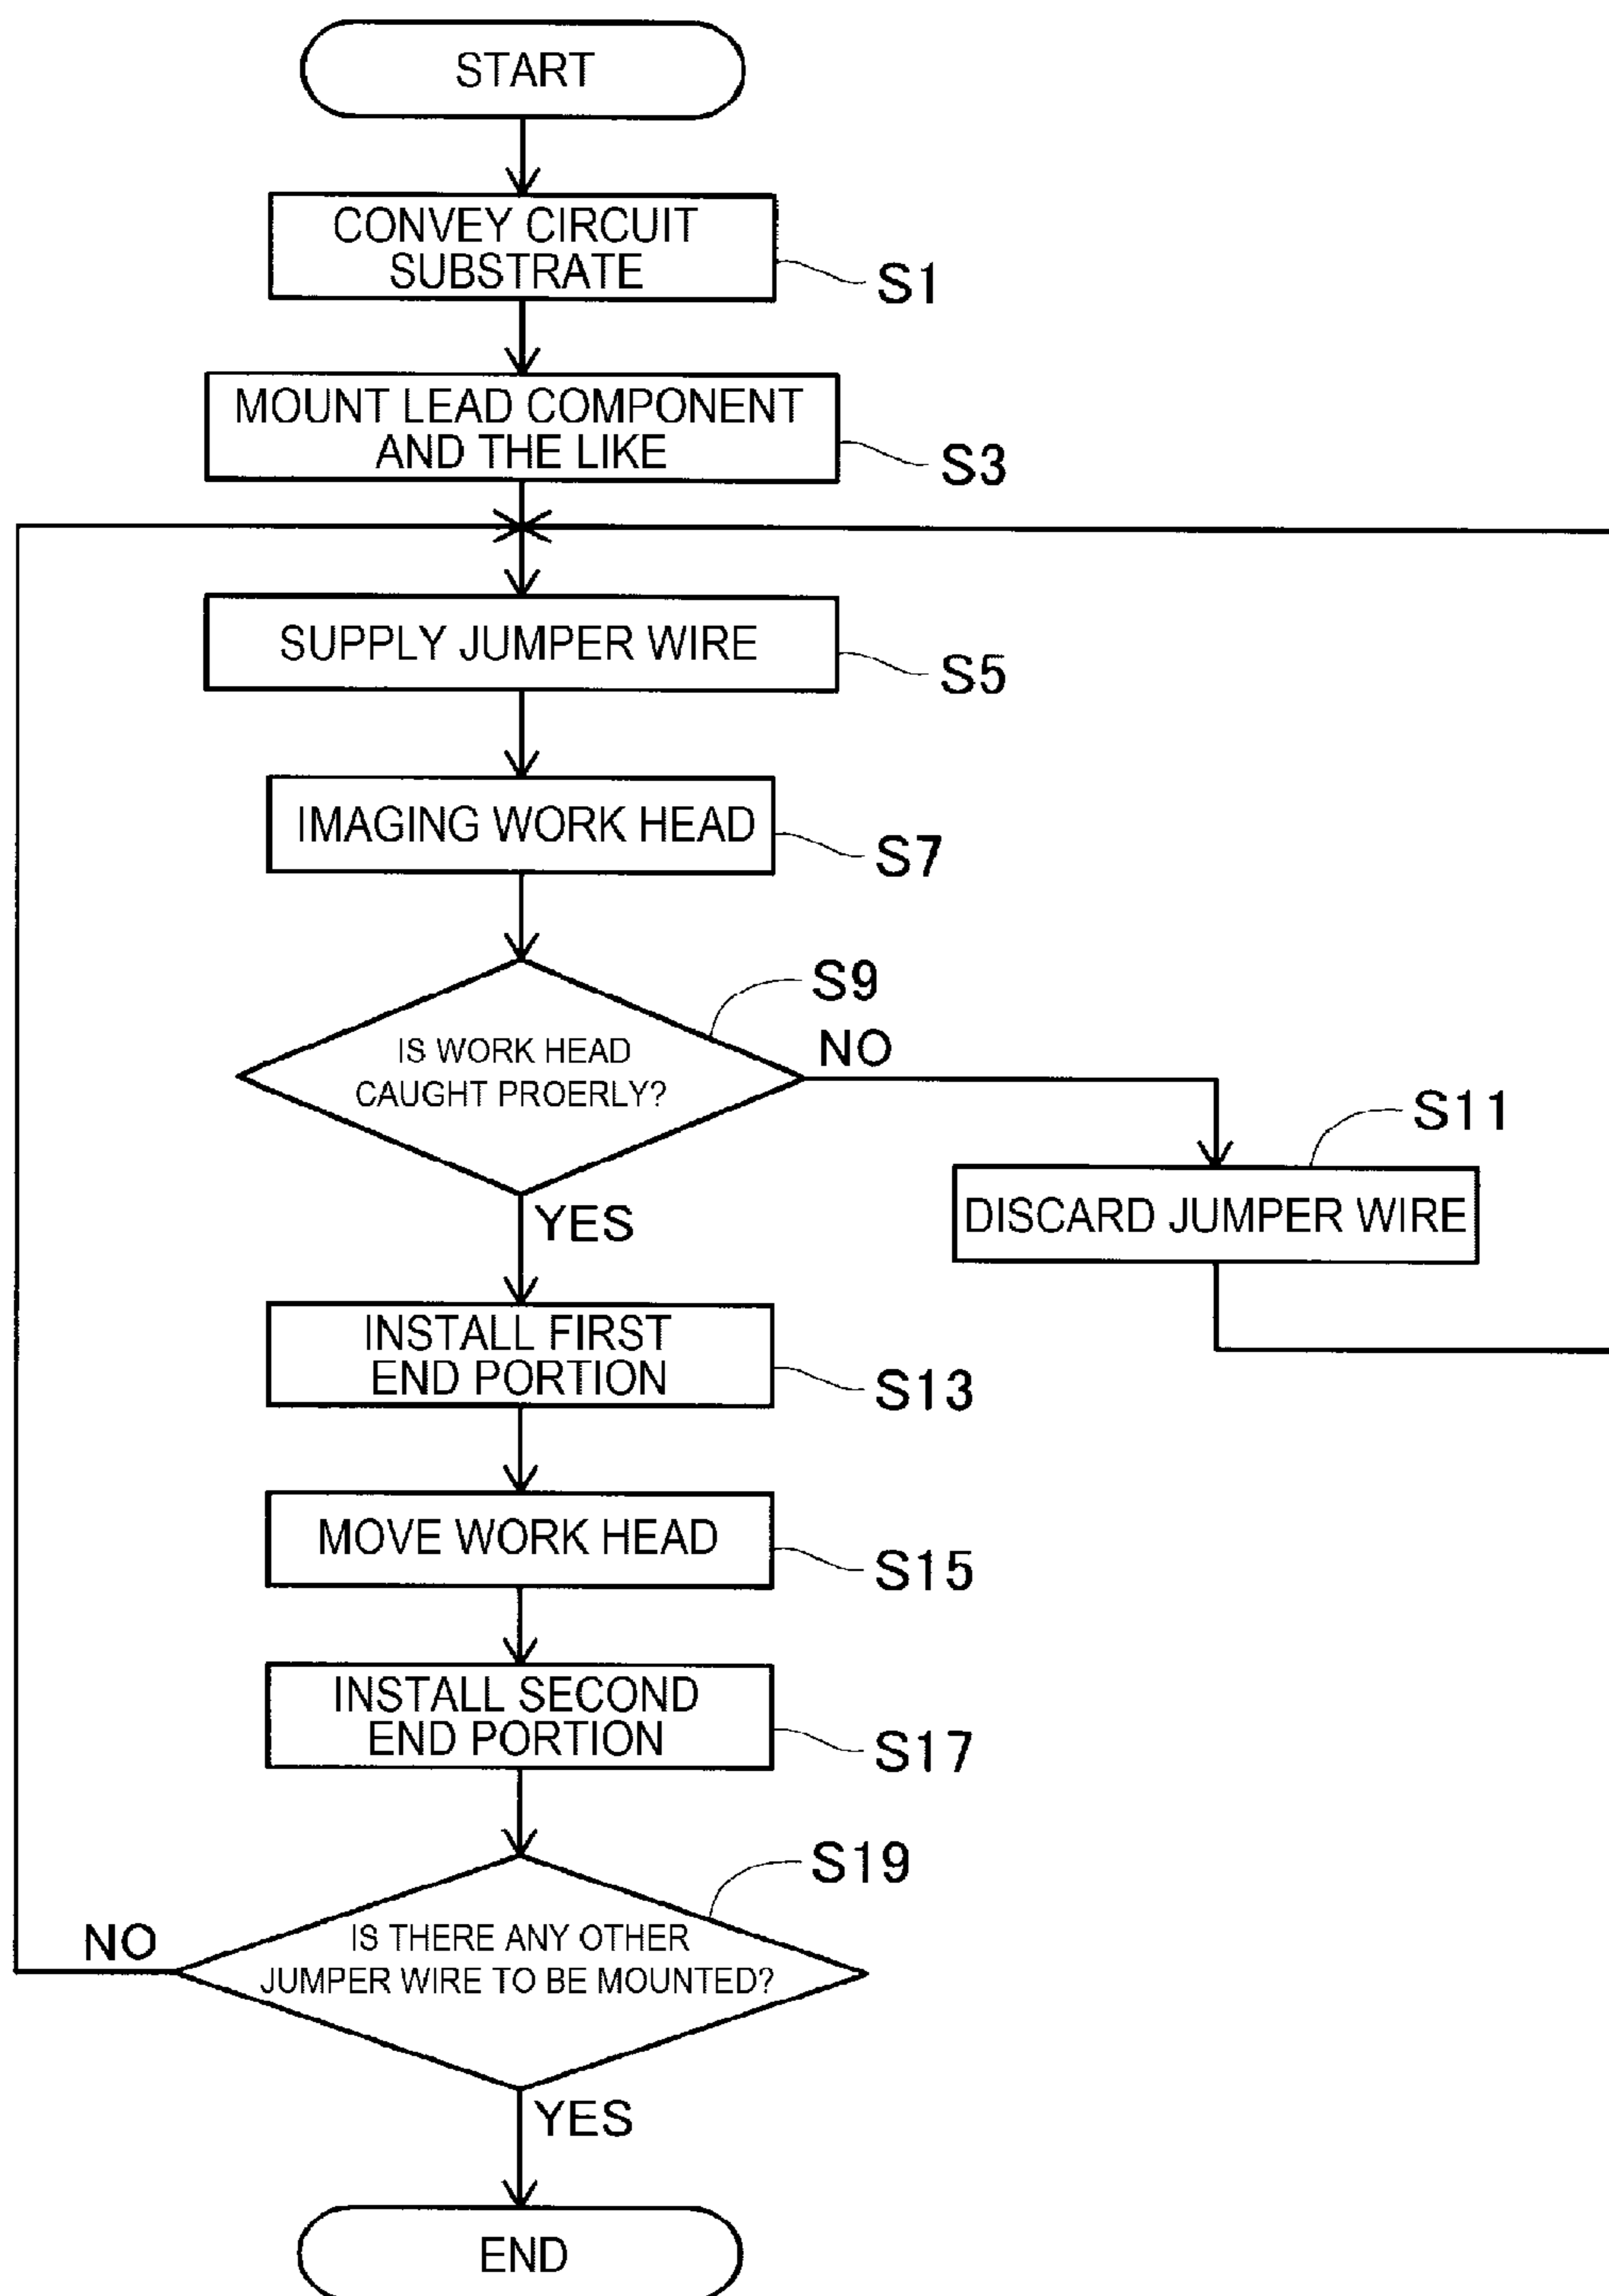 START
CONVEY CIRCUIT
SUBSTRATE
S1
MOUNT LEAD COMPONENT
AND THE LIKE
S3
SUPPLY JUMPER WIRE
S5
IMAGING WORK HEAD
S7
S9
IS WORK HEAD
CAUGHT PROERLY?
NO
S11
DISCARD JUMPER WIRE
YES
INSTALL FIRST
END PORTION
S13
MOVE WORK HEAD
S15
INSTALL SECOND
END PORTION
S17
S19
IS THERE ANY OTHER
JUMPER WIRE TO BE MOUNTED?
NO
YES
END